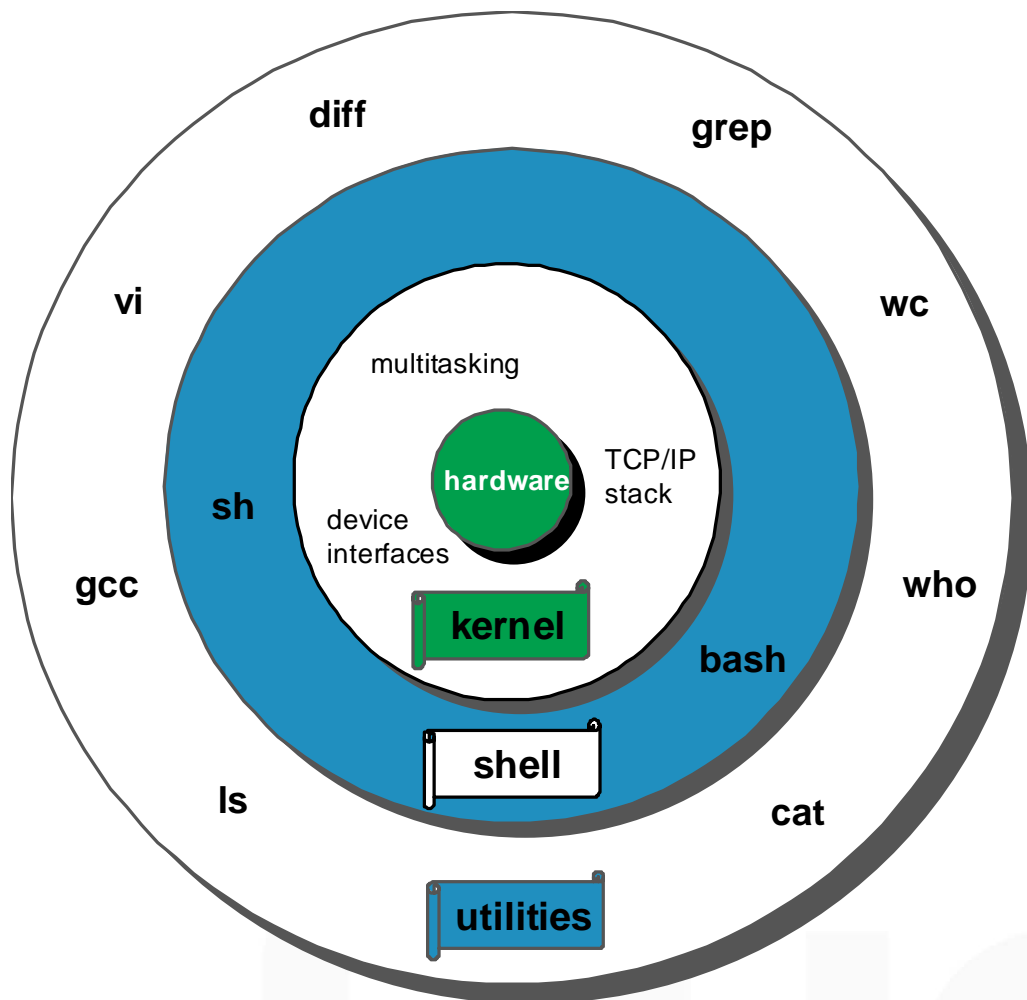 diff
grep
vi
wc
multitasking
hardware
TCP/IP
stack
sh
device
interfaces
gcc
who
kernel
bash
shell
ls
cat
utilities